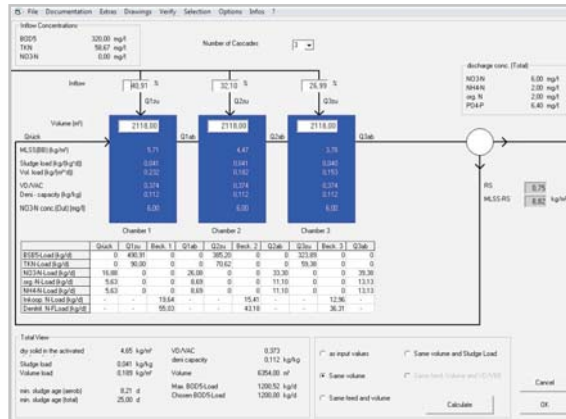 File Documentation Extras Drawings Verify Selection Options Infos ?
Inflow Concentrations
BOD5 320,00 mg/l
TKN 58,67 mg/l
NO3-N 0,00 mg/l
Number of Cascades 3
discharge conc. (Total)
NO3-N 6,00 mg/l
NH4-N 2,00 mg/l
org. N 2,00 mg/l
PO4-P 6,40 mg/l
Inflow 40,91 % 32,10 % 26,99 %
Q1zu Q2zu Q3zu
Volume (m³) 2118,00 2118,00 2118,00
Qrück Q1ab Q2ab Q3ab
MLSS(BB) (kg/m³) 5,71 4,47 3,78
Sludge load (kg/(kg*d)) 0,041 0,041 0,040
Vol. load (kg/(m³*d)) 0,232 0,182 0,153
VD/VAC 0,374 0,374 0,374
Deni - capacity (kg/kg) 0,112 0,112 0,112
NO3-N conc.(Out) (mg/l) 6,00 6,00 6,00
Chamber 1 Chamber 2 Chamber 3
RS 0,75
MLSS-RS 8,82 kg/m³
Qrück Q1zu Beck. 1 Q1ab Q2zu Beck. 2 Q2ab Q3zu Beck. 3 Q3ab
BSB5-Load (kg/d) 0 490,91 0 0 385,20 0 0 323,89 0 0
TKN-Load (kg/d) 0 90,00 0 0 70,62 0 0 59,38 0 0
NO3-N-Load (kg/d) 16,88 0 0 26,08 0 0 33,30 0 0 39,38
org.-N-Load (kg/d) 5,63 0 0 8,69 0 0 11,10 0 0 13,13
NH4-N-Load (kg/d) 5,63 0 0 8,69 0 0 11,10 0 0 13,13
Inkoop. N-Load (kg/d) - - 19,64 - - 15,41 - - 12,96 -
Denitrif. N-FLoad (kg/d) - - 55,03 - - 43,18 - - 36,31 -
Total View
dry solid in the activated 4,65 kg/m³
Sludge load 0,041 kg/kg
Volume load 0,189 kg/m³
min. sludge age (aerob) 8,21 d
min. sludge age (total) 25,00 d
VD/VAC 0,373
deni capacity 0,112 kg/kg
Volume 6354,00 m³
Max. BOD5-Load 1200,52 kg/d
Chosen BOD5-Load 1200,00 kg/d
as input values
Same volume and Sludge Load
Same volume
Same feed, Volume and VD/VBB
Same feed and volume
Calculate
Cancel
OK